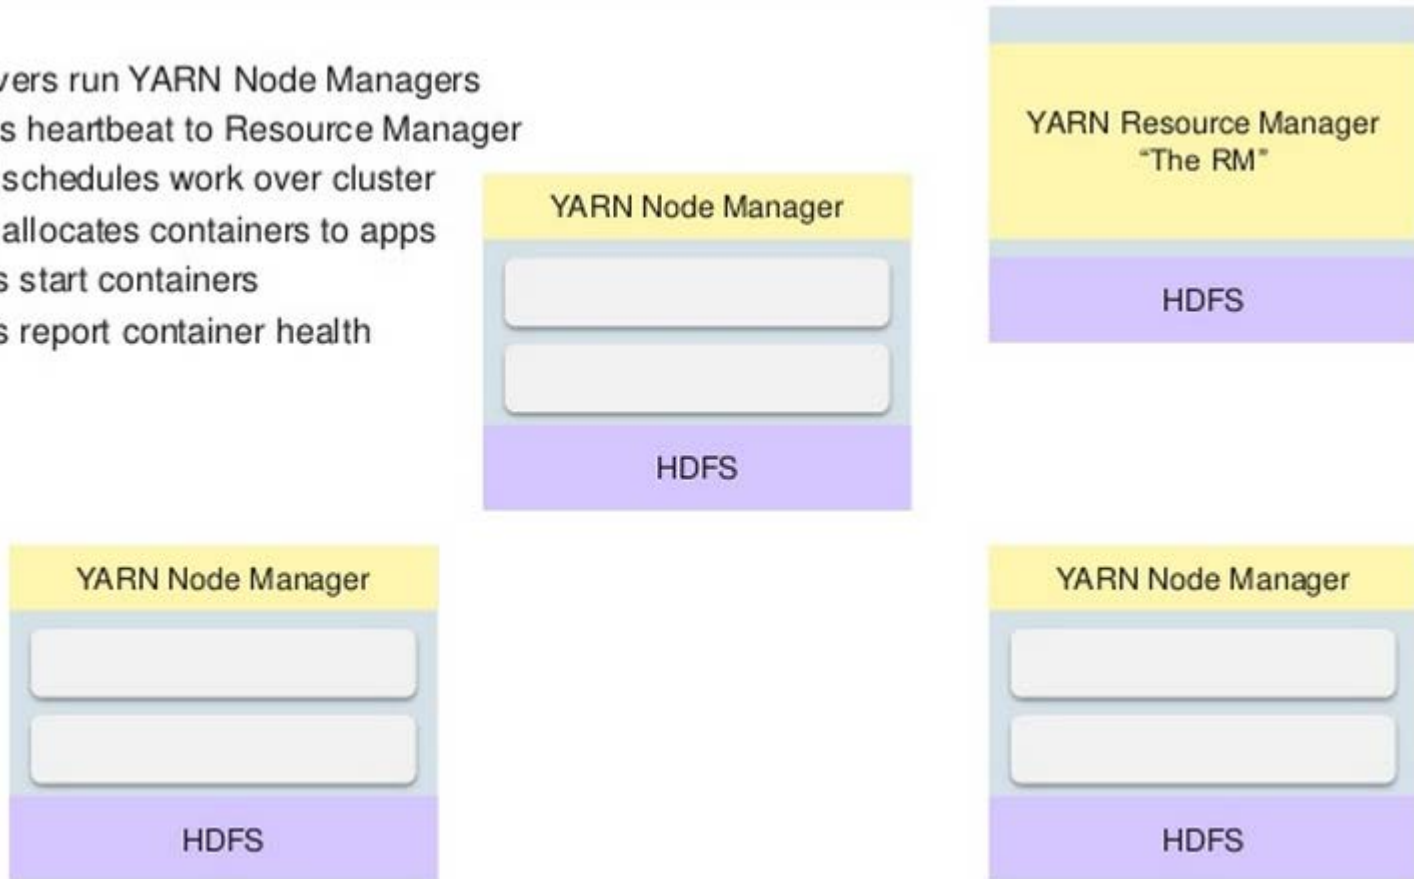 vers run YARN Node Managers
s heartbeat to Resource Manager
schedules work over cluster
allocates containers to apps
s start containers
s report container health
YARN Resource Manager
“The RM”
HDFS
YARN Node Manager
HDFS
YARN Node Manager
HDFS
YARN Node Manager
HDFS